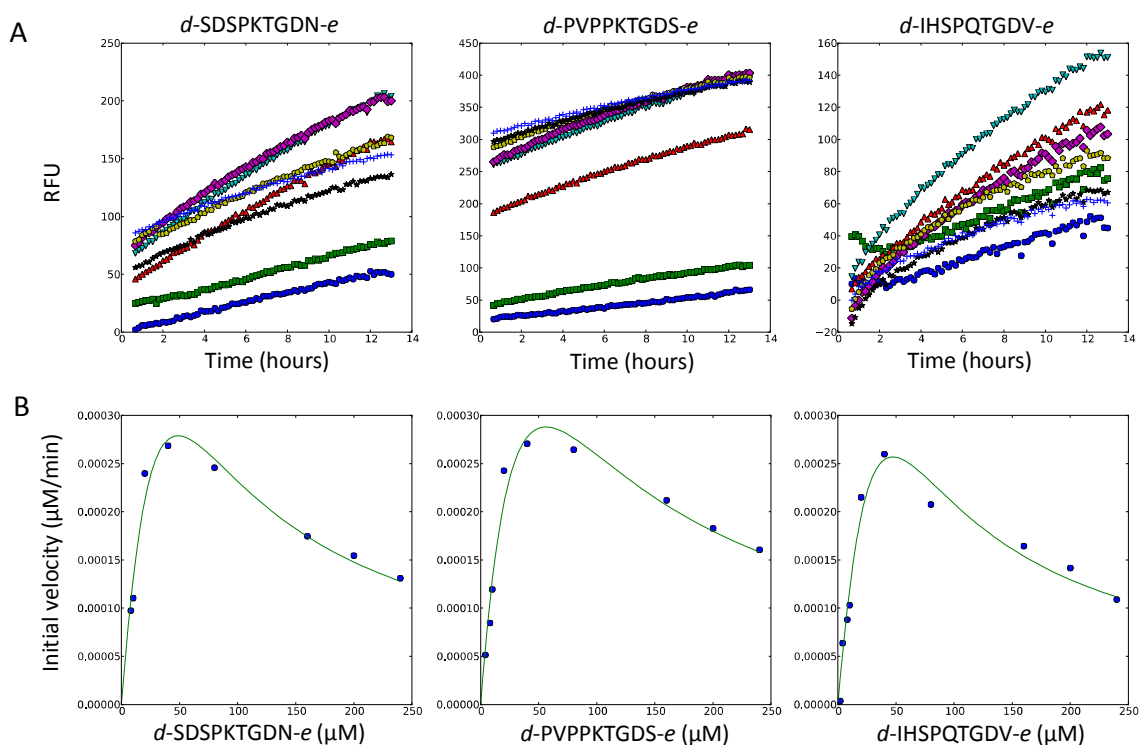 A
d-SDSPKTGDN-e
d-PVPPKTGDS-e
d-IHSPQTGDV-e
RFU
250
200
150
100
50
0
0 2 4 6 8 10 12 14
Time (hours)
450
400
350
300
250
200
150
100
50
0
0 2 4 6 8 10 12 14
Time (hours)
160
140
120
100
80
60
40
20
0
−20
0 2 4 6 8 10 12 14
Time (hours)
B
Initial velocity (µM/min)
0.00030
0.00025
0.00020
0.00015
0.00010
0.00005
0.00000
0 50 100 150 200 250
d-SDSPKTGDN-e (µM)
0.00030
0.00025
0.00020
0.00015
0.00010
0.00005
0.00000
0 50 100 150 200 250
d-PVPPKTGDS-e (µM)
0.00030
0.00025
0.00020
0.00015
0.00010
0.00005
0.00000
0 50 100 150 200 250
d-IHSPQTGDV-e (µM)